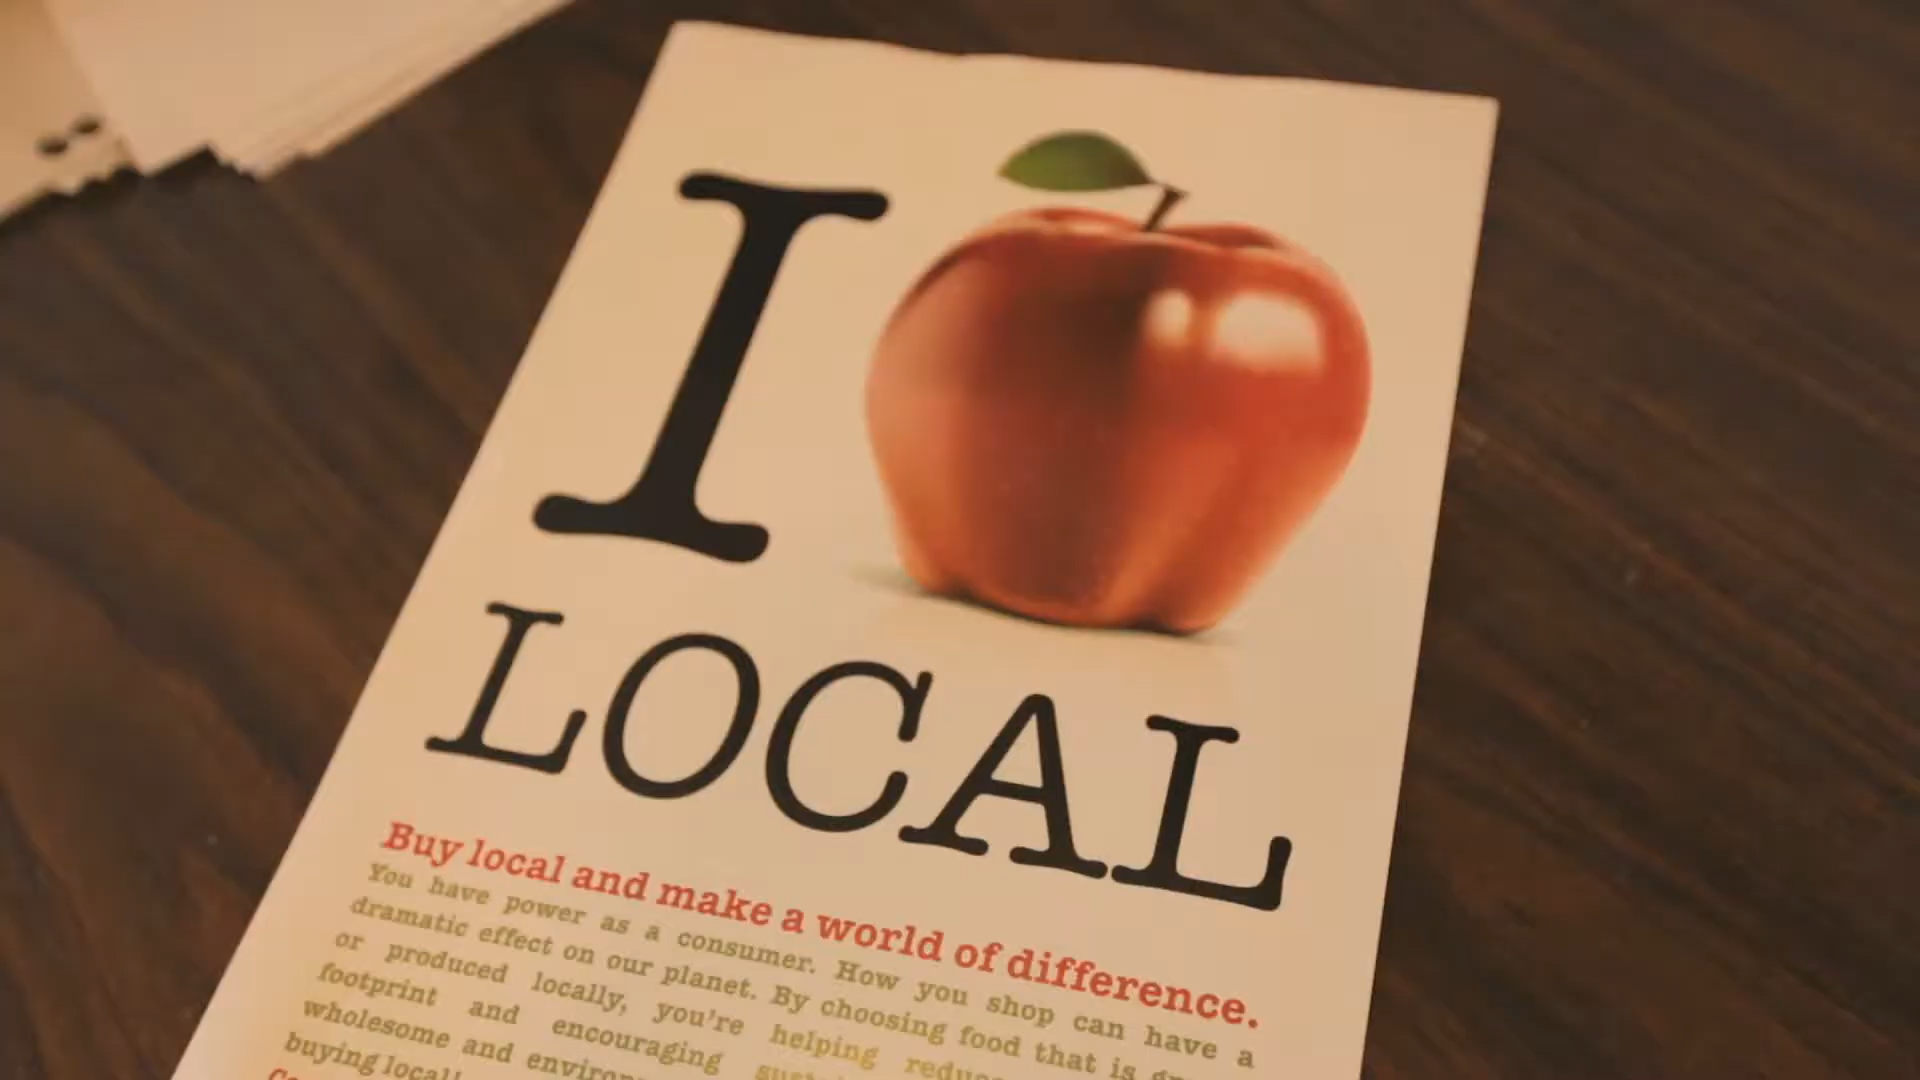 I
LOCAL
Buy local and make a world of difference.
You have power as a consumer. How you shop can have a
dramatic effect on our planet. By choosing food that is
or produced locally, you're helping
footprint and encouraging
wholesome and
buying local!